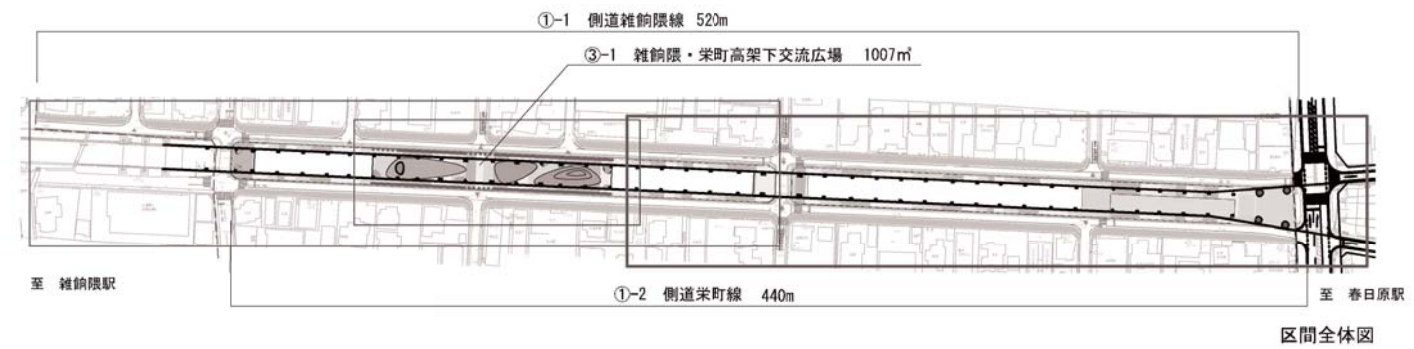 ①-1 側道雑餉隈線 520m
③-1 雑餉隈・栄町高架下交流広場 1007㎡
至 雑餉隈駅
①-2 側道栄町線 440m
至 春日原駅
区間全体図